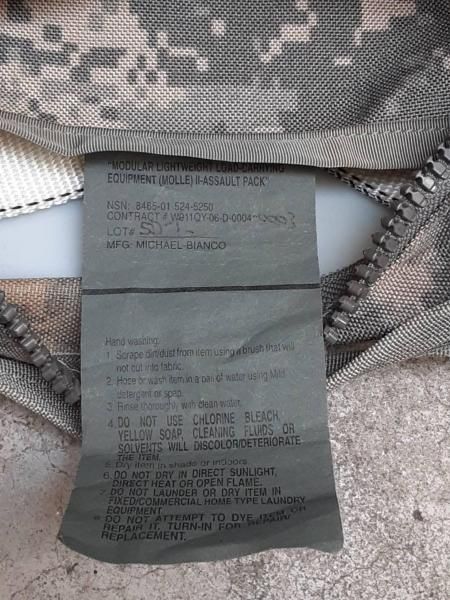 "MODULAR LIGHTWEIGHT LOAD-CARRYING
EQUIPMENT (MOLLE) II-ASSAULT PACK"
NSN: 8465-01 524-5250
CONTRACT # W911QY-06-D-0004-0003
LOT#
MFG: MICHAEL-BIANCO
Hand washing:
1. Scrape dirt/dust from item using a brush that will
not cut into fabric.
2. Hose or wash item in a pail of water using Mild
detergent or soap.
3. Rinse thoroughly with clean water.
4. DO NOT USE CHLORINE BLEACH,
YELLOW SOAP, CLEANING FLUIDS OR
SOLVENTS WILL DISCOLOR/DETERIORATE
THE ITEM.
5. Dry item in shade or indoors.
6. DO NOT DRY IN DIRECT SUNLIGHT,
DIRECT HEAT OR OPEN FLAME.
7. DO NOT LAUNDER OR DRY ITEM IN
FIXED/COMMERCIAL HOME TYPE LAUNDRY
EQUIPMENT.
8. DO NOT ATTEMPT TO DYE ITEM OR
REPAIR IT. TURN-IN FOR REPAIR/
REPLACEMENT.